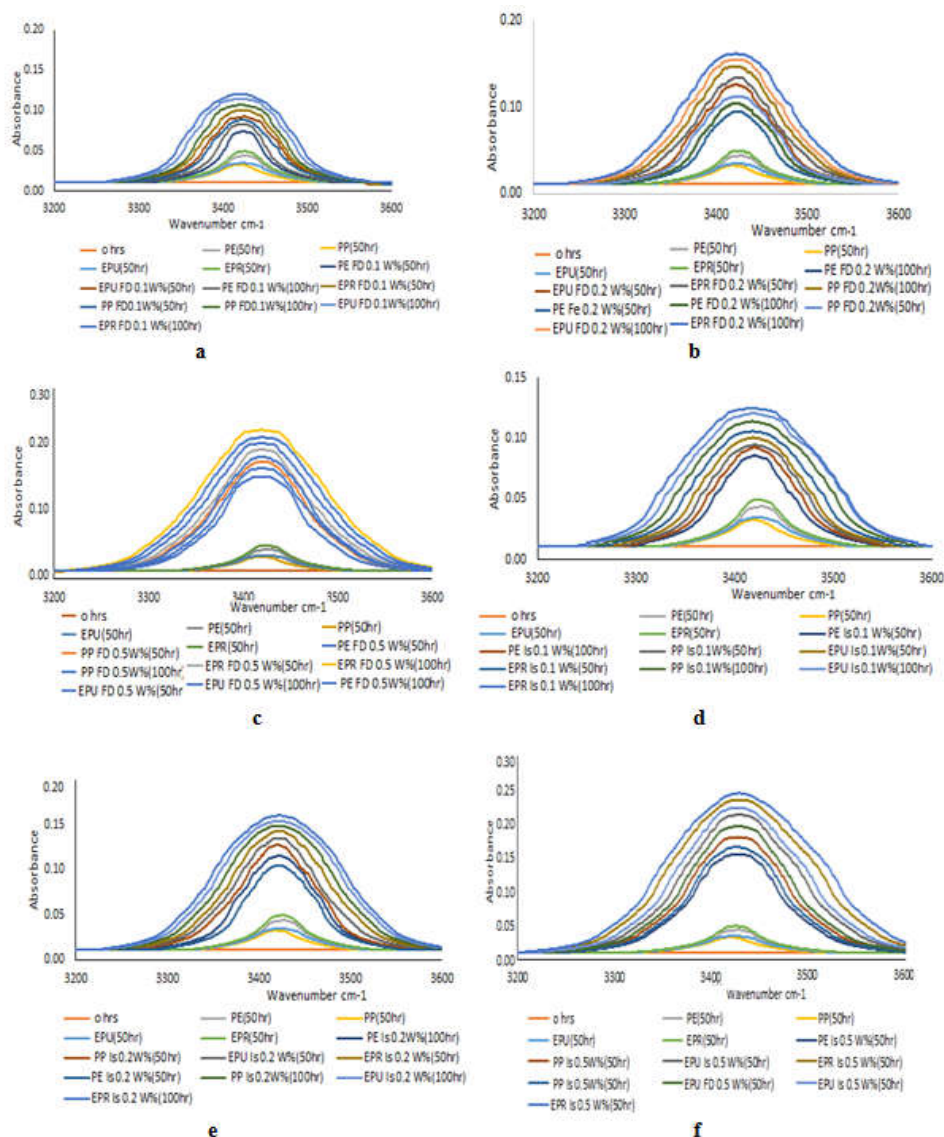 0.20
0.15
0.10
0.05
0.00
Absorbance
3200 3300 3400 3500 3600
Wavenumber cm-1
o hrs PE(50hr) PP(50hr)
EPU(50hr) EPR(50hr) PE FD 0.1 W%(50hr)
EPU FD 0.1W%(50hr) PE FD 0.1 W%(100hr) EPR FD 0.1 W%(50hr)
PP FD0.1W%(50hr) PP FD0.1W%(100hr) EPU FD 0.1W%(100hr)
EPR FD 0.1 W%(100hr)
a
0.20
0.10
0.00
Absorbance
3200 3300 3400 3500 3600
Wavenumber cm-1
o hrs PE(50hr) PP(50hr)
EPU(50hr) EPR(50hr) PE FD 0.2 W%(100hr)
EPU FD 0.2 W%(50hr) EPR FD 0.2 W%(50hr) PP FD 0.2 W%(100hr)
PE Fe 0.2 W%(50hr) PE FD 0.2 W%(100hr) PP FD 0.2W%(50hr)
EPU FD 0.2 W%(100hr) EPR FD 0.2 W%(100hr)
b
0.30
0.20
0.10
0.00
Absorbance
3200 3300 3400 3500 3600
Wavenumber cm-1
o hrs PE(50hr) PP(50hr)
EPU(50hr) EPR(50hr) PE FD 0.5 W%(50hr)
PP FD 0.5W%(50hr) EPR FD 0.5 W%(50hr) EPR FD 0.5 W%(100hr)
PP FD 0.5W%(100hr) EPU FD 0.5 W%(100hr) PE FD 0.5W%(100hr)
EPU FD 0.5 W%(50hr)
c
0.15
0.10
0.05
0.00
Absorbance
3200 3300 3400 3500 3600
Wavenumber cm-1
o hrs PE(50hr) PP(50hr)
EPU(50hr) EPR(50hr) PE Is 0.1 W%(50hr)
PE Is 0.1 W%(100hr) PP Is 0.1W%(50hr) EPU Is 0.1W%(50hr)
EPR Is 0.1 W%(50hr) PP Is 0.1W%(100hr) EPU Is 0.1W%(100hr)
EPR Is 0.1 W%(100hr)
d
0.20
0.15
0.10
0.05
0.00
Absorbance
3200 3300 3400 3500 3600
Wavenumber cm-1
o hrs PE(50hr) PP(50hr)
EPU(50hr) EPR(50hr) PE Is 0.2W%(100hr)
PP Is 0.2W%(50hr) EPU Is 0.2 W%(50hr) EPR Is 0.2 W%(50hr)
PE Is 0.2 W%(50hr) PP Is 0.2W%(100hr) EPU Is 0.2 W%(100hr)
EPR Is 0.2 W%(100hr)
e
0.30
0.25
0.20
0.15
0.10
0.05
0.00
Absorbance
3200 3300 3400 3500 3600
Wavenumber cm-1
o hrs PE(50hr) PP(50hr)
EPU(50hr) EPR(50hr) PE Is 0.5 W%(50hr)
PP Is 0.5W%(50hr) EPU Is 0.5W%(50hr) EPR Is 0.5W%(50hr)
PP Is 0.5W%(50hr) EPU FD 0.5 W%(50hr) EPU Is 0.5 W%(50hr)
EPR Is 0.5 W%(50hr)
f